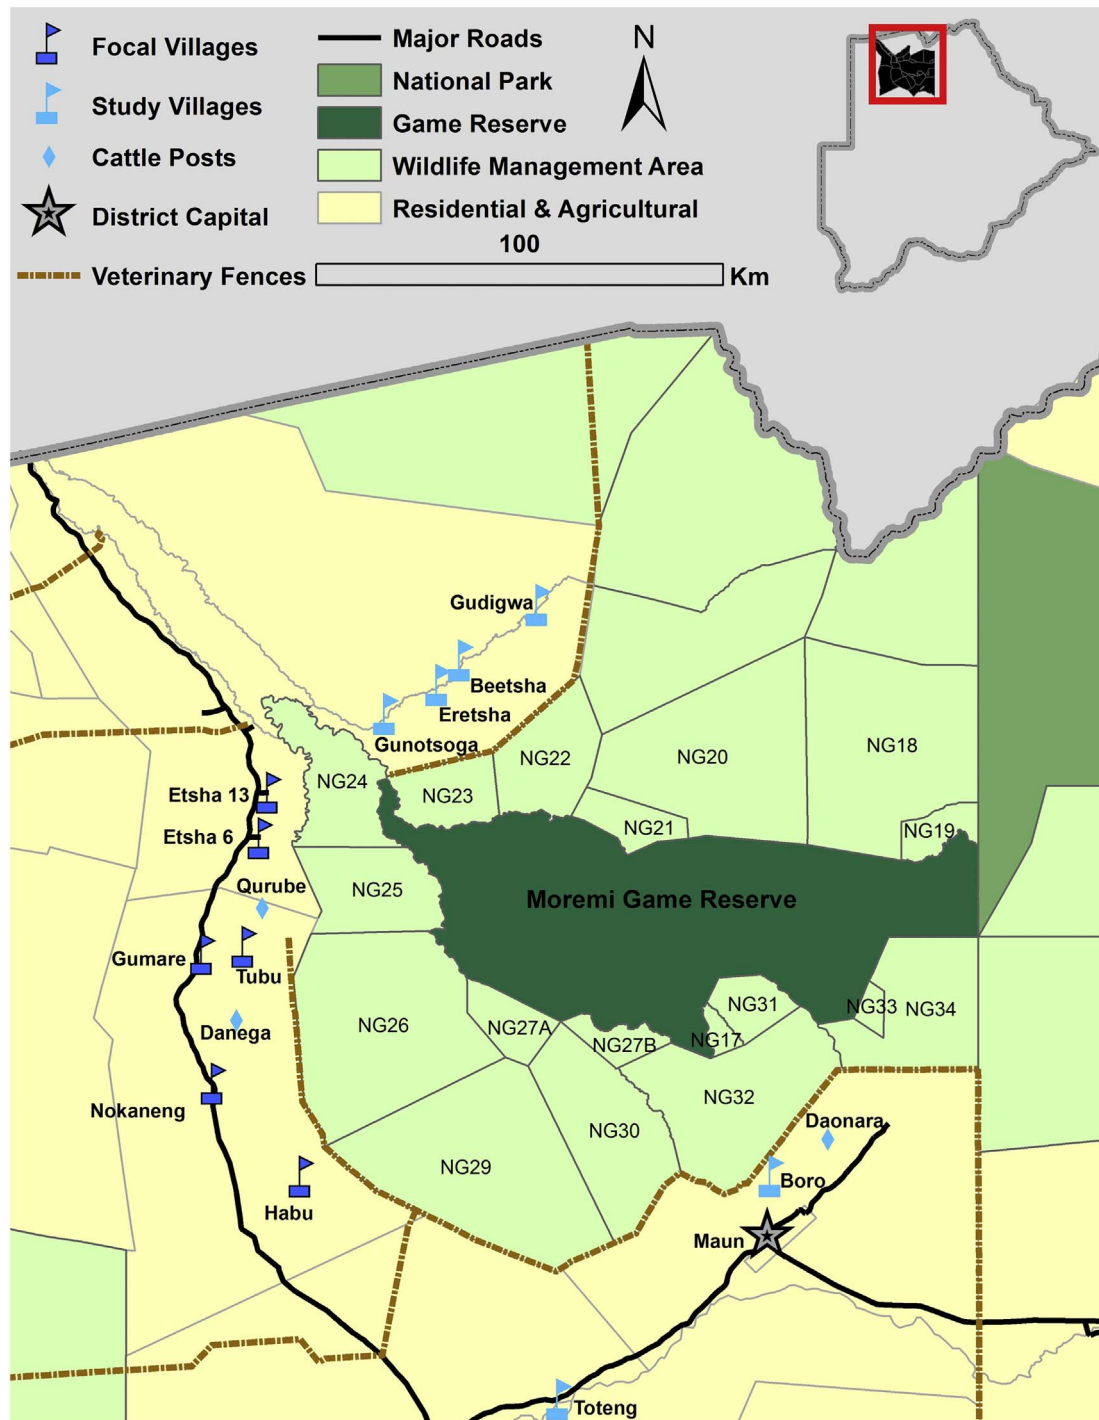 Focal Villages
Study Villages
Cattle Posts
District Capital
Veterinary Fences
Major Roads
National Park
Game Reserve
Wildlife Management Area
Residential & Agricultural
100
Km
N
Gudigwa
Beetsha
Eretsha
Gunotsoga
NG24
NG23
NG22
NG20
NG18
NG21
NG19
Etsha 13
Etsha 6
Qurube
NG25
Moremi Game Reserve
Gumare
Tubu
Danega
NG26
NG27A
NG27B
NG17
NG31
NG33
NG34
Nokaneng
NG32
Daonara
NG30
NG29
Habu
Boro
Maun
Toteng